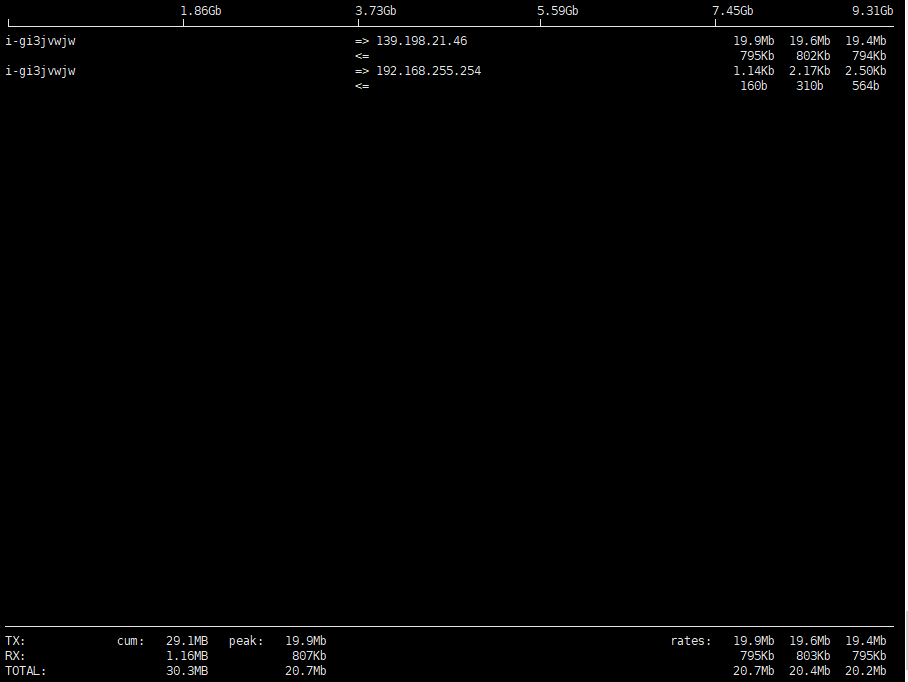 1.86Gb 3.73Gb 5.59Gb 7.45Gb 9.31Gb
i-gi3jvwjw => 139.198.21.46 19.9Mb 19.6Mb 19.4Mb
<= 795Kb 802Kb 794Kb
i-gi3jvwjw => 192.168.255.254 1.14Kb 2.17Kb 2.50Kb
<= 160b 310b 564b
TX: cum: 29.1MB peak: 19.9Mb rates: 19.9Mb 19.6Mb 19.4Mb
RX: 1.16MB 807Kb 795Kb 803Kb 795Kb
TOTAL: 30.3MB 20.7Mb 20.7Mb 20.4Mb 20.2Mb